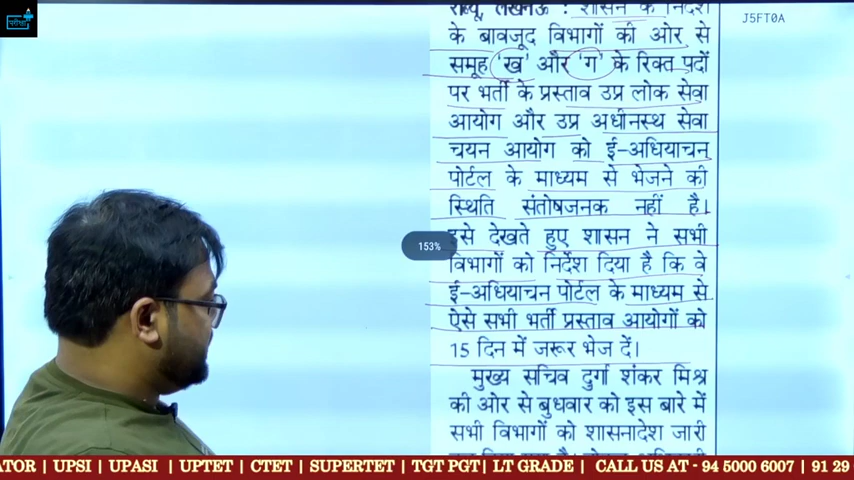 परीक्षा
J5FT0A
लखनऊ : शासन के निर्देश
के बावजूद विभागों की ओर से
समूह 'ख' और 'ग' के रिक्त पदों
पर भर्ती के प्रस्ताव उप्र लोक सेवा
आयोग और उप्र अधीनस्थ सेवा
चयन आयोग को ई-अधियाचन
पोर्टल के माध्यम से भेजने की
स्थिति संतोषजनक नहीं है।
इसे देखते हुए शासन ने सभी
153%
विभागों को निर्देश दिया है कि वे
ई-अधियाचन पोर्टल के माध्यम से
ऐसे सभी भर्ती प्रस्ताव आयोगों को
15 दिन में जरूर भेज दें।
मुख्य सचिव दुर्गा शंकर मिश्र
की ओर से बुधवार को इस बारे में
सभी विभागों को शासनादेश जारी
ATOR | UPSI | UPASI | UPTET | CTET | SUPERTET | TGT PGT| LT GRADE | CALL US AT - 94 5000 6007 | 91 29